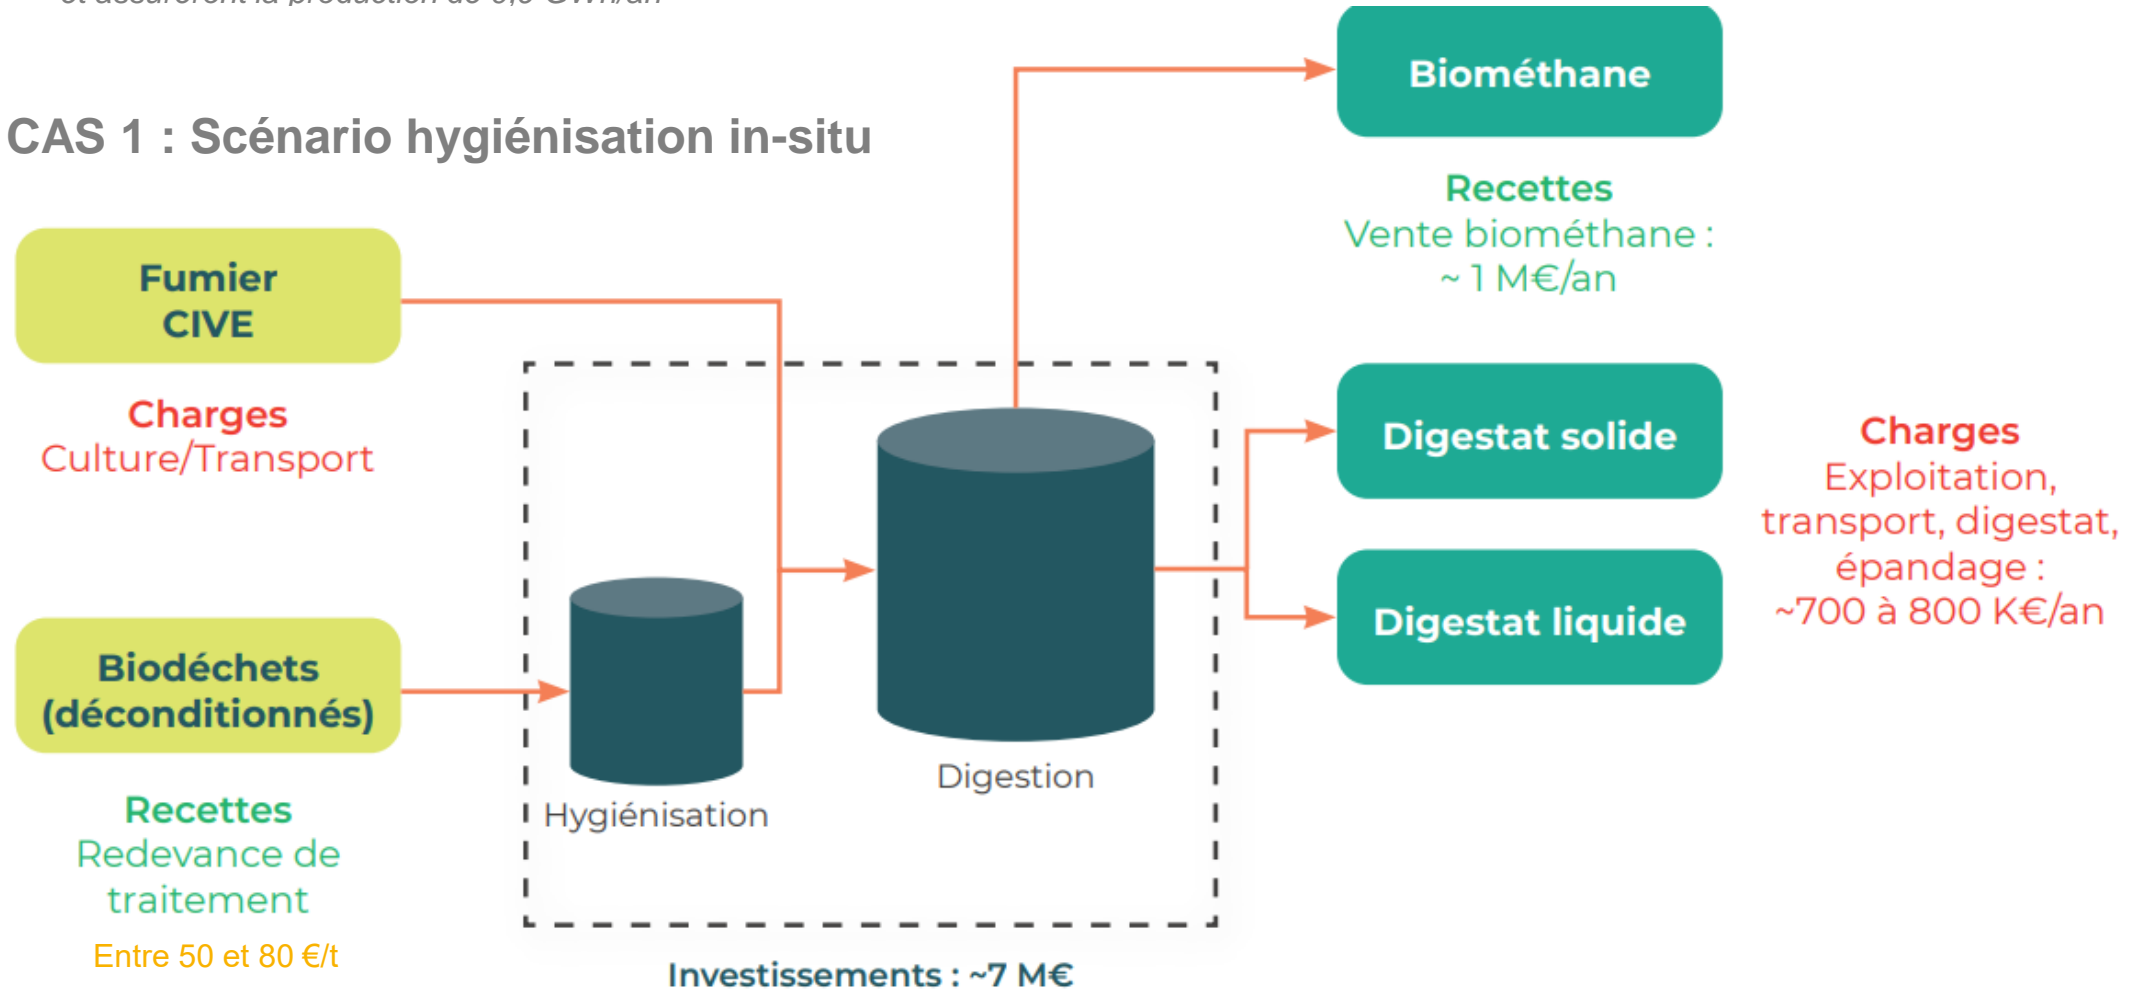 CAS 1 : Scénario hygiénisation in-situ
Biométhane
Recettes
Vente biométhane :
~ 1 M€/an
Fumier
CIVE
Charges
Culture/Transport
Biodéchets
(déconditionnés)
Recettes
Redevance de
traitement
Entre 50 et 80 €/t
Hygiénisation
Digestion
Investissements : ~7 M€
Digestat solide
Digestat liquide
Charges
Exploitation,
transport, digestat,
épandage :
~700 à 800 K€/an